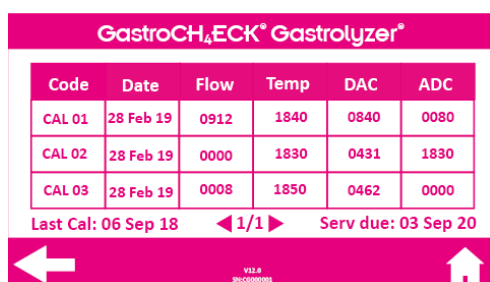 GastroCH₄ECK® Gastrolyzer®
Code Date Flow Temp DAC ADC
CAL 01 28 Feb 19 0912 1840 0840 0080
CAL 02 28 Feb 19 0000 1830 0431 1830
CAL 03 28 Feb 19 0008 1850 0462 0000
Last Cal: 06 Sep 18 ◀ 1/1 ▶ Serv due: 03 Sep 20
V12.0
SN:CG000001